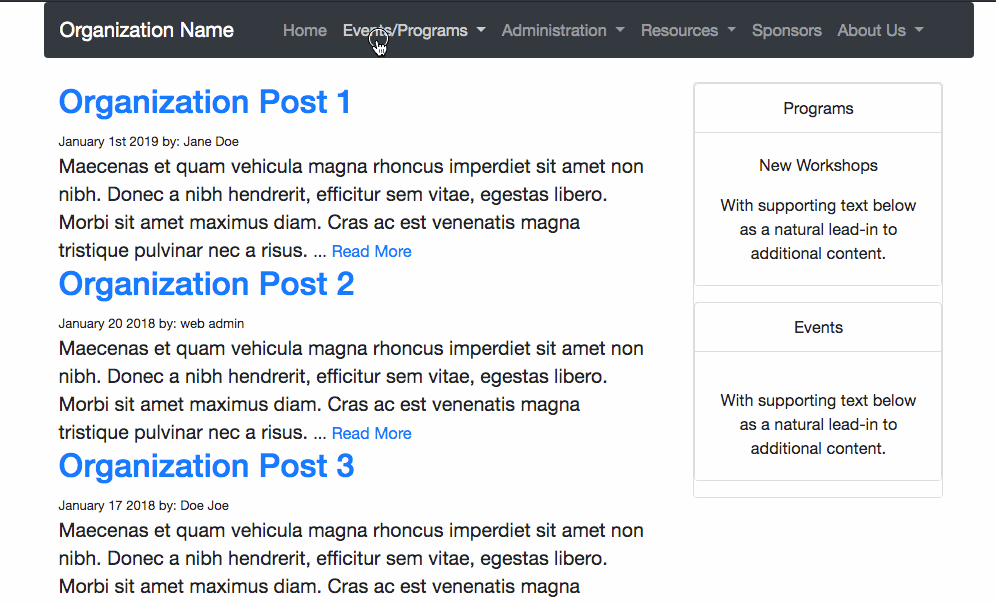 Organization Name Home Events/Programs Administration Resources Sponsors About Us
Organization Post 1
January 1st 2019 by: Jane Doe
Maecenas et quam vehicula magna rhoncus imperdiet sit amet non
nibh. Donec a nibh hendrerit, efficitur sem vitae, egestas libero.
Morbi sit amet maximus diam. Cras ac est venenatis magna
tristique pulvinar nec a risus. ... Read More
Organization Post 2
January 20 2018 by: web admin
Maecenas et quam vehicula magna rhoncus imperdiet sit amet non
nibh. Donec a nibh hendrerit, efficitur sem vitae, egestas libero.
Morbi sit amet maximus diam. Cras ac est venenatis magna
tristique pulvinar nec a risus. ... Read More
Organization Post 3
January 17 2018 by: Doe Joe
Maecenas et quam vehicula magna rhoncus imperdiet sit amet non
nibh. Donec a nibh hendrerit, efficitur sem vitae, egestas libero.
Morbi sit amet maximus diam. Cras ac est venenatis magna
Programs
New Workshops
With supporting text below
as a natural lead-in to
additional content.
Events
With supporting text below
as a natural lead-in to
additional content.